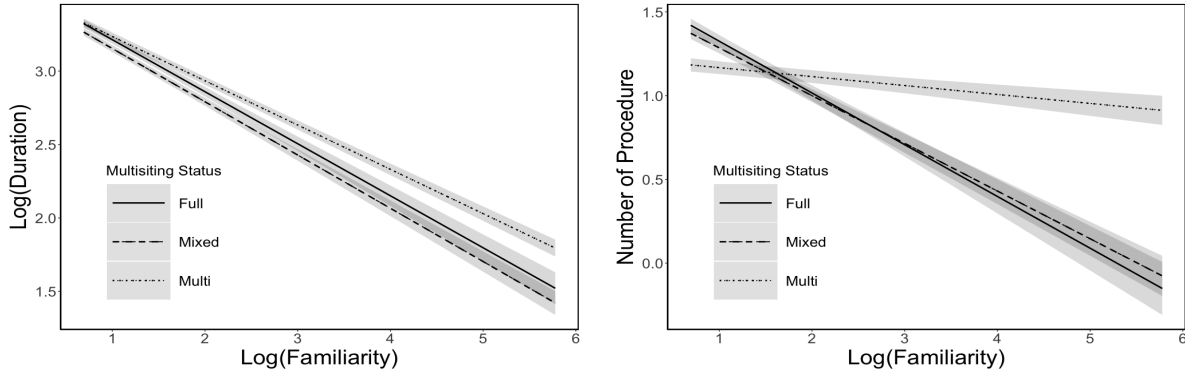 Log(Duration)
3.0
2.5
2.0
1.5
Multisiting Status
Full
Mixed
Multi
1 2 3 4 5 6
Log(Familiarity)
Number of Procedure
1.5
1.0
0.5
0.0
Multisiting Status
Full
Mixed
Multi
1 2 3 4 5 6
Log(Familiarity)